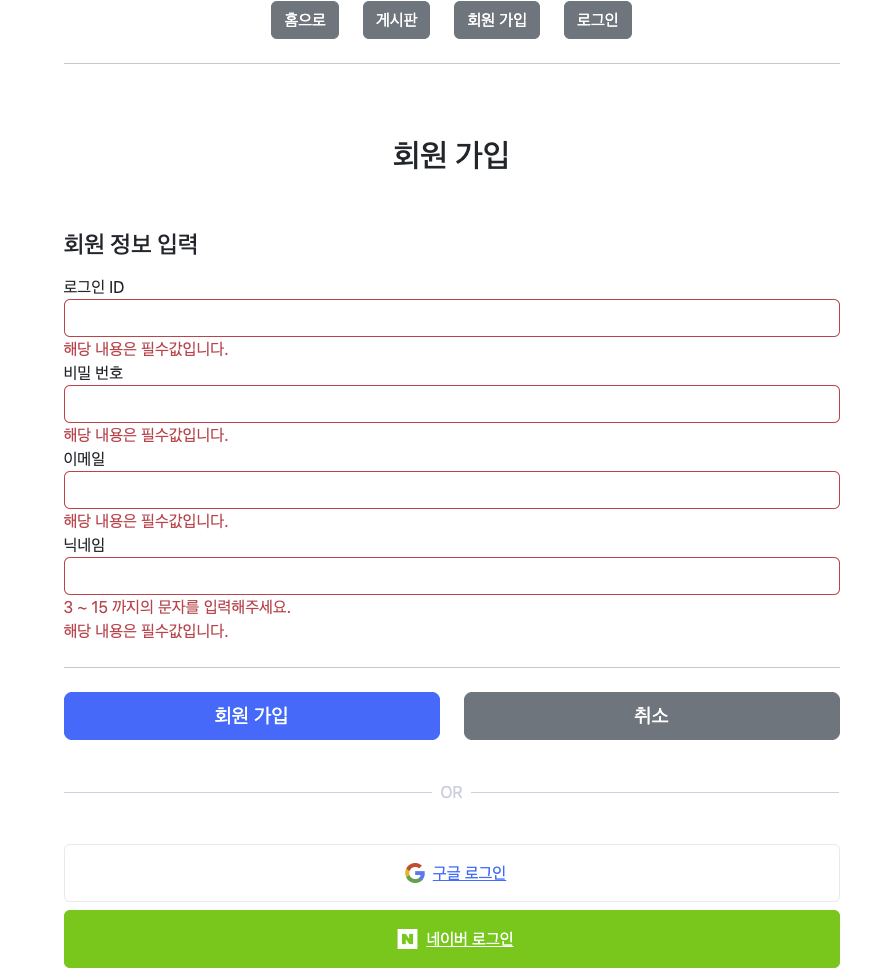 홈으로 게시판 회원 가입 로그인
회원 가입
회원 정보 입력
로그인 ID
해당 내용은 필수값입니다.
비밀 번호
해당 내용은 필수값입니다.
이메일
해당 내용은 필수값입니다.
닉네임
3 ~ 15 까지의 문자를 입력해주세요.
해당 내용은 필수값입니다.
회원 가입 취소
OR
구글 로그인
네이버 로그인